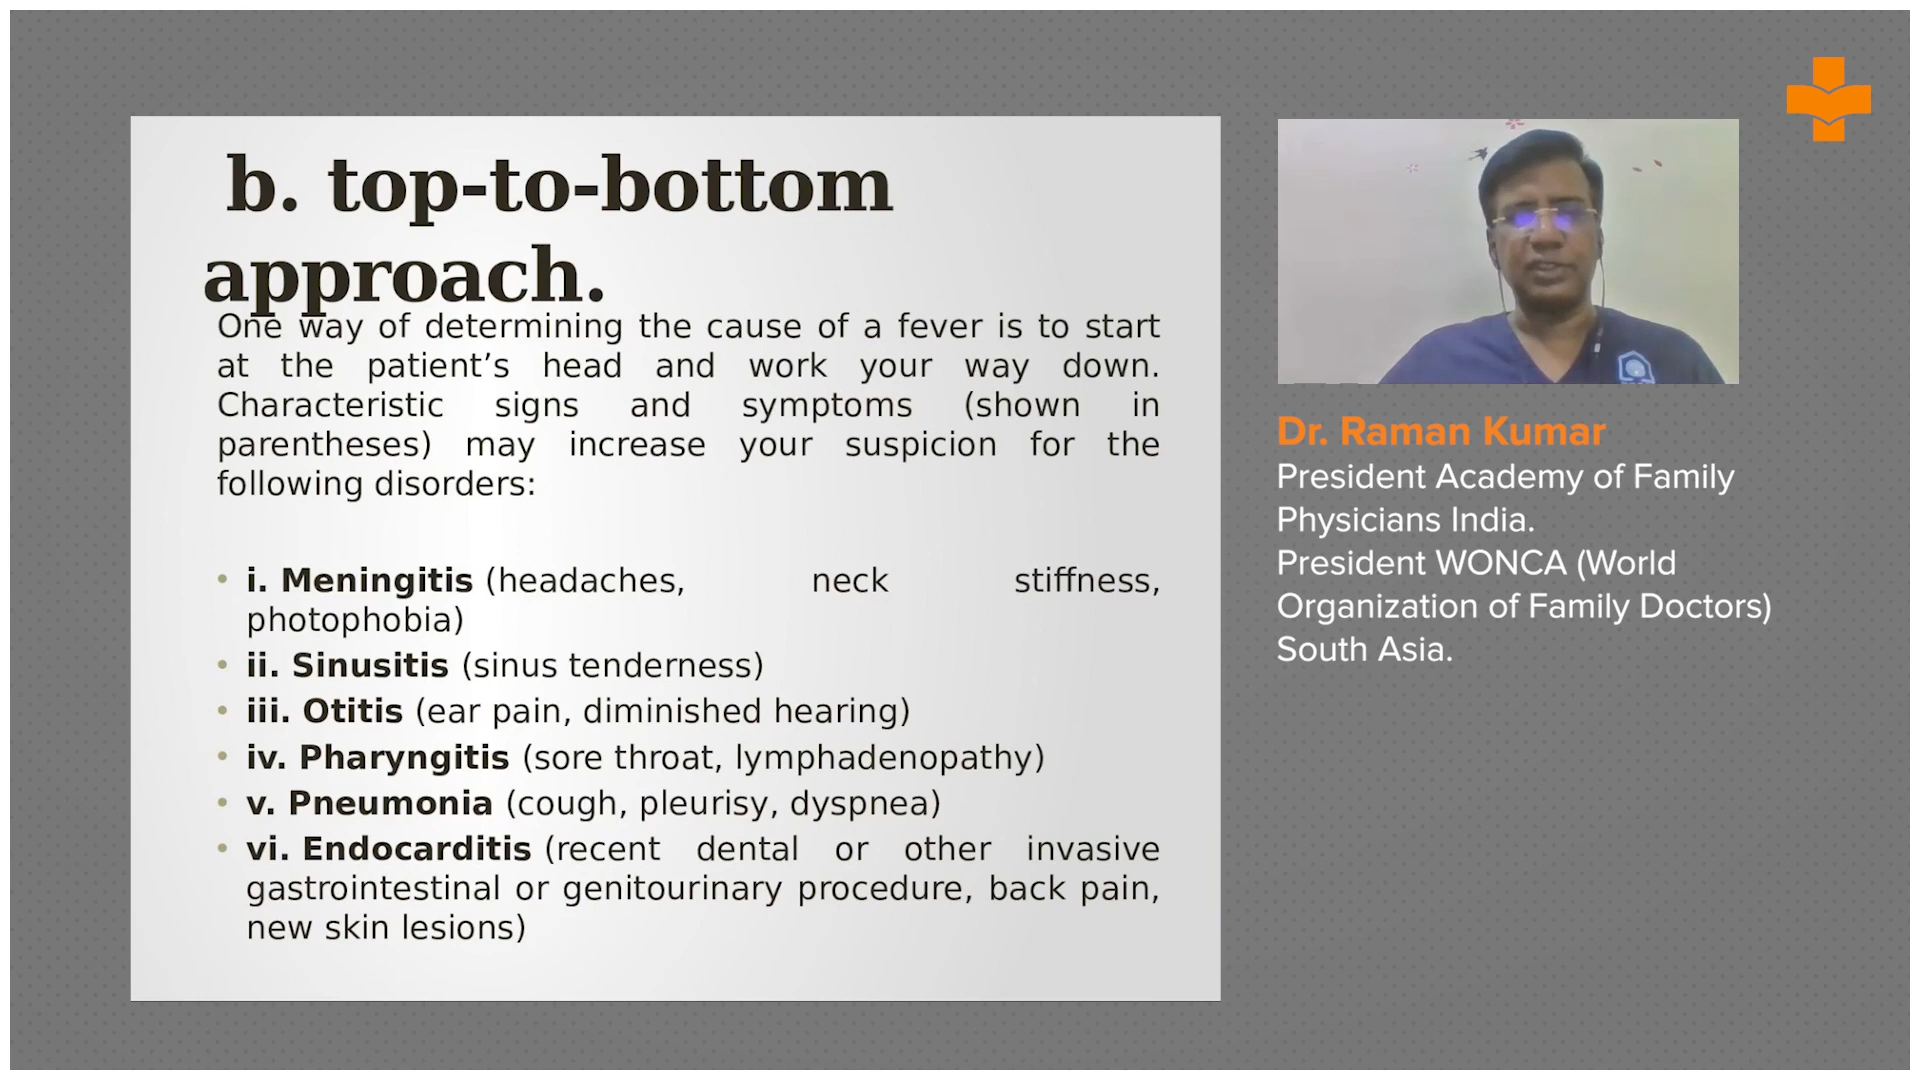 b. top-to-bottom
approach.
One way of determining the cause of a fever is to start
at the patient’s head and work your way down.
Characteristic signs and symptoms (shown in
parentheses) may increase your suspicion for the
following disorders:
• i. Meningitis (headaches, neck stiffness,
photophobia)
• ii. Sinusitis (sinus tenderness)
• iii. Otitis (ear pain, diminished hearing)
• iv. Pharyngitis (sore throat, lymphadenopathy)
• v. Pneumonia (cough, pleurisy, dyspnea)
• vi. Endocarditis (recent dental or other invasive
gastrointestinal or genitourinary procedure, back pain,
new skin lesions)
Dr. Raman Kumar
President Academy of Family
Physicians India.
President WONCA (World
Organization of Family Doctors)
South Asia.